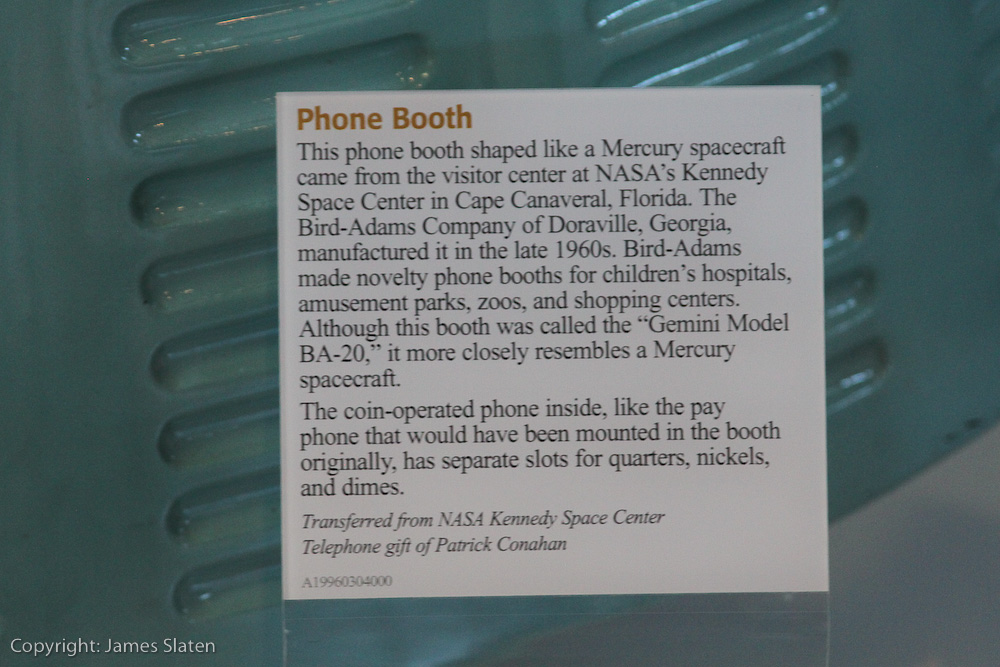 Phone Booth
This phone booth shaped like a Mercury spacecraft
came from the visitor center at NASA’s Kennedy
Space Center in Cape Canaveral, Florida. The
Bird-Adams Company of Doraville, Georgia,
manufactured it in the late 1960s. Bird-Adams
made novelty phone booths for children’s hospitals,
amusement parks, zoos, and shopping centers.
Although this booth was called the “Gemini Model
BA-20,” it more closely resembles a Mercury
spacecraft.
The coin-operated phone inside, like the pay
phone that would have been mounted in the booth
originally, has separate slots for quarters, nickels,
and dimes.
Transferred from NASA Kennedy Space Center
Telephone gift of Patrick Conahan
A19960304000
Copyright: James Slaten